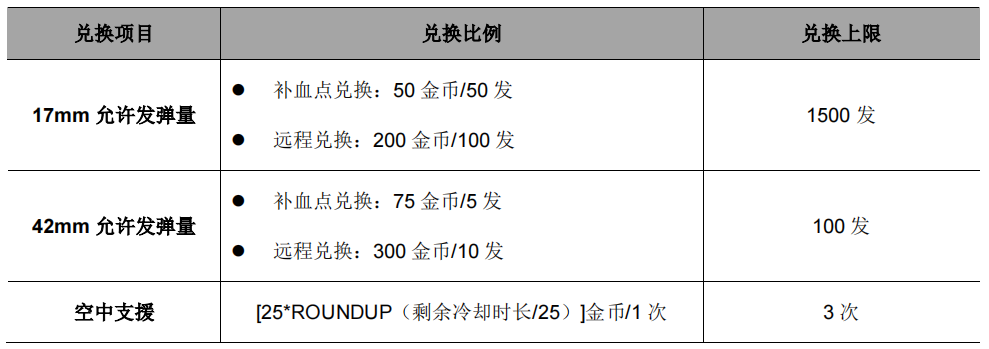 兑换项目 兑换比例 兑换上限
17mm 允许发弹量
● 补血点兑换：50 金币/50 发
● 远程兑换：200 金币/100 发
1500 发
42mm 允许发弹量
● 补血点兑换：75 金币/5 发
● 远程兑换：300 金币/10 发
100 发
空中支援 [25*ROUNDUP（剩余冷却时长/25）]金币/1 次 3 次